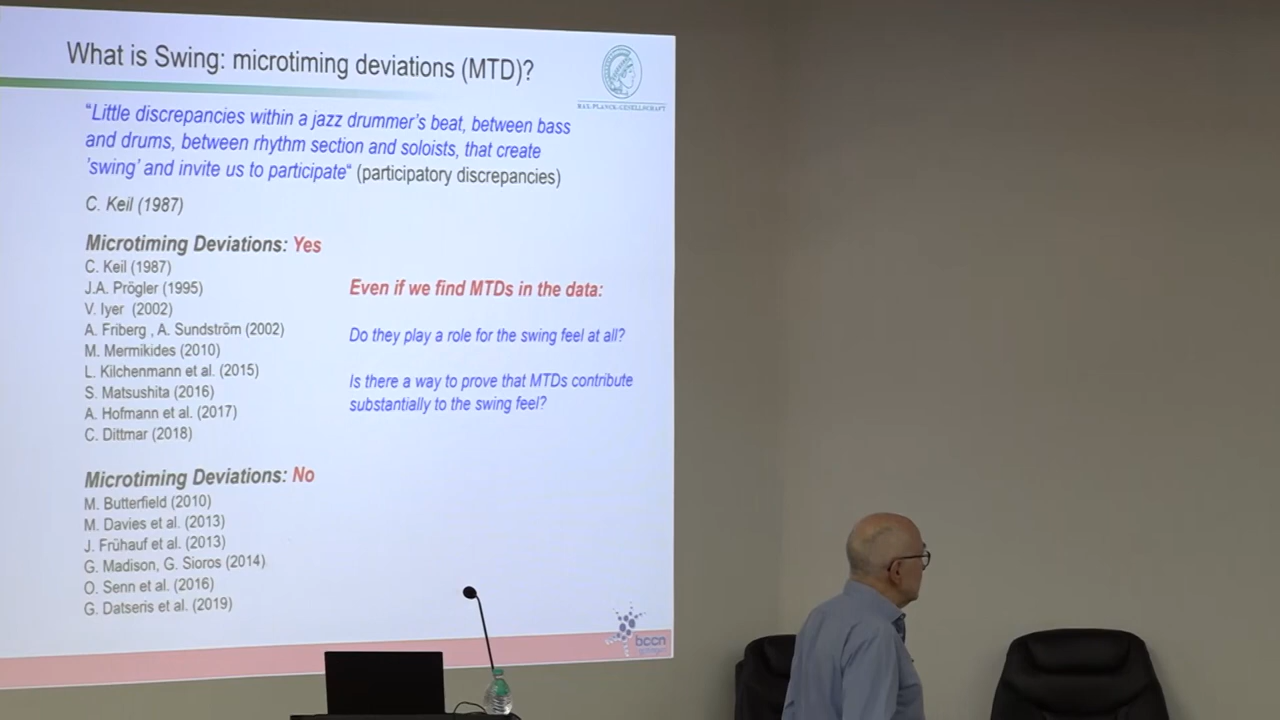 What is Swing: microtiming deviations (MTD)?
MAX-PLANCK-GESELLSCHAFT
“Little discrepancies within a jazz drummer’s beat, between bass
and drums, between rhythm section and soloists, that create
’swing’ and invite us to participate“ (participatory discrepancies)
C. Keil (1987)
Microtiming Deviations: Yes
C. Keil (1987)
J.A. Prögler (1995)
V. Iyer (2002)
A. Friberg , A. Sundström (2002)
M. Mermikides (2010)
L. Kilchenmann et al. (2015)
S. Matsushita (2016)
A. Hofmann et al. (2017)
C. Dittmar (2018)
Even if we find MTDs in the data:
Do they play a role for the swing feel at all?
Is there a way to prove that MTDs contribute
substantially to the swing feel?
Microtiming Deviations: No
M. Butterfield (2010)
M. Davies et al. (2013)
J. Frühauf et al. (2013)
G. Madison, G. Sioros (2014)
O. Senn et al. (2016)
G. Datseris et al. (2019)
bccn